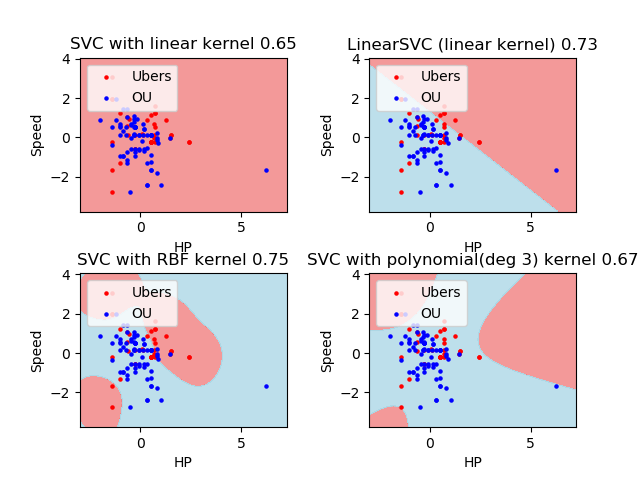 SVC with linear kernel 0.65
LinearSVC (linear kernel) 0.73
4
2
0
−2
Speed
Ubers
OU
0
5
HP
4
2
0
−2
Speed
Ubers
OU
0
5
HP
SVC with RBF kernel 0.75
SVC with polynomial(deg 3) kernel 0.67
4
2
0
−2
Speed
Ubers
OU
0
5
HP
4
2
0
−2
Speed
Ubers
OU
0
5
HP